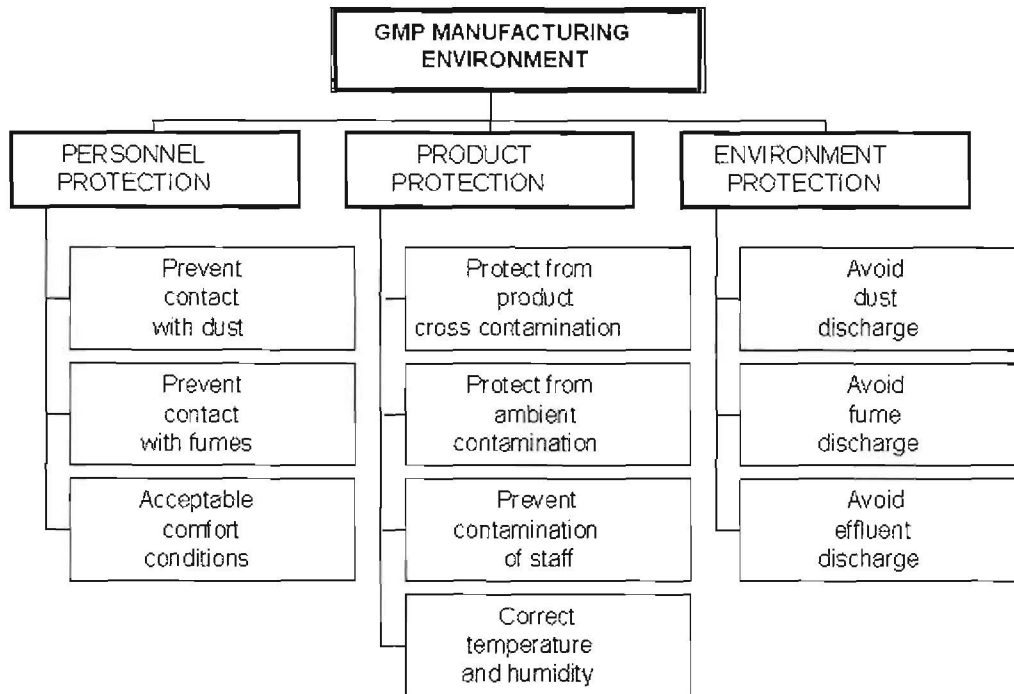 GMP MANUFACTURING
ENVIRONMENT
PERSONNEL
PROTECTION
PRODUCT
PROTECTION
ENVIRONMENT
PROTECTION
Prevent
contact
with dust
Prevent
contact
with fumes
Acceptable
comfort
conditions
Protect from
product
cross contamination
Protect from
ambient
contamination
Prevent
contamination
of staff
Correct
temperature
and humidity
Avoid
dust
discharge
Avoid
fume
discharge
Avoid
effluent
discharge